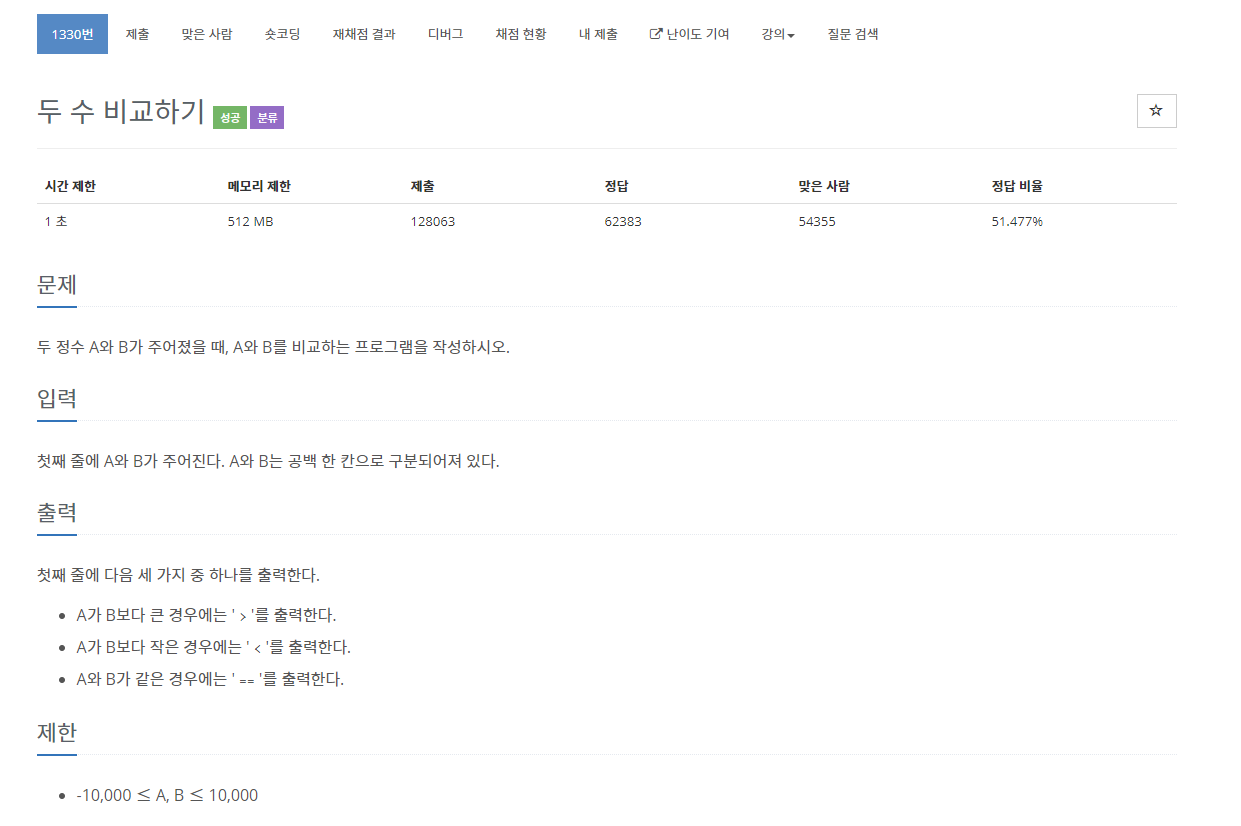 1330번 제출 맞은 사람 숏코딩 재채점 결과 디버그 채점 현황 내 제출 난이도 기여 강의 질문 검색
두 수 비교하기 성공 분류
시간 제한 메모리 제한 제출 정답 맞은 사람 정답 비율
1 초 512 MB 128063 62383 54355 51.477%
문제
두 정수 A와 B가 주어졌을 때, A와 B를 비교하는 프로그램을 작성하시오.
입력
첫째 줄에 A와 B가 주어진다. A와 B는 공백 한 칸으로 구분되어져 있다.
출력
첫째 줄에 다음 세 가지 중 하나를 출력한다.
• A가 B보다 큰 경우에는 ' > '를 출력한다.
• A가 B보다 작은 경우에는 ' < '를 출력한다.
• A와 B가 같은 경우에는 ' == '를 출력한다.
제한
• -10,000 ≤ A, B ≤ 10,000